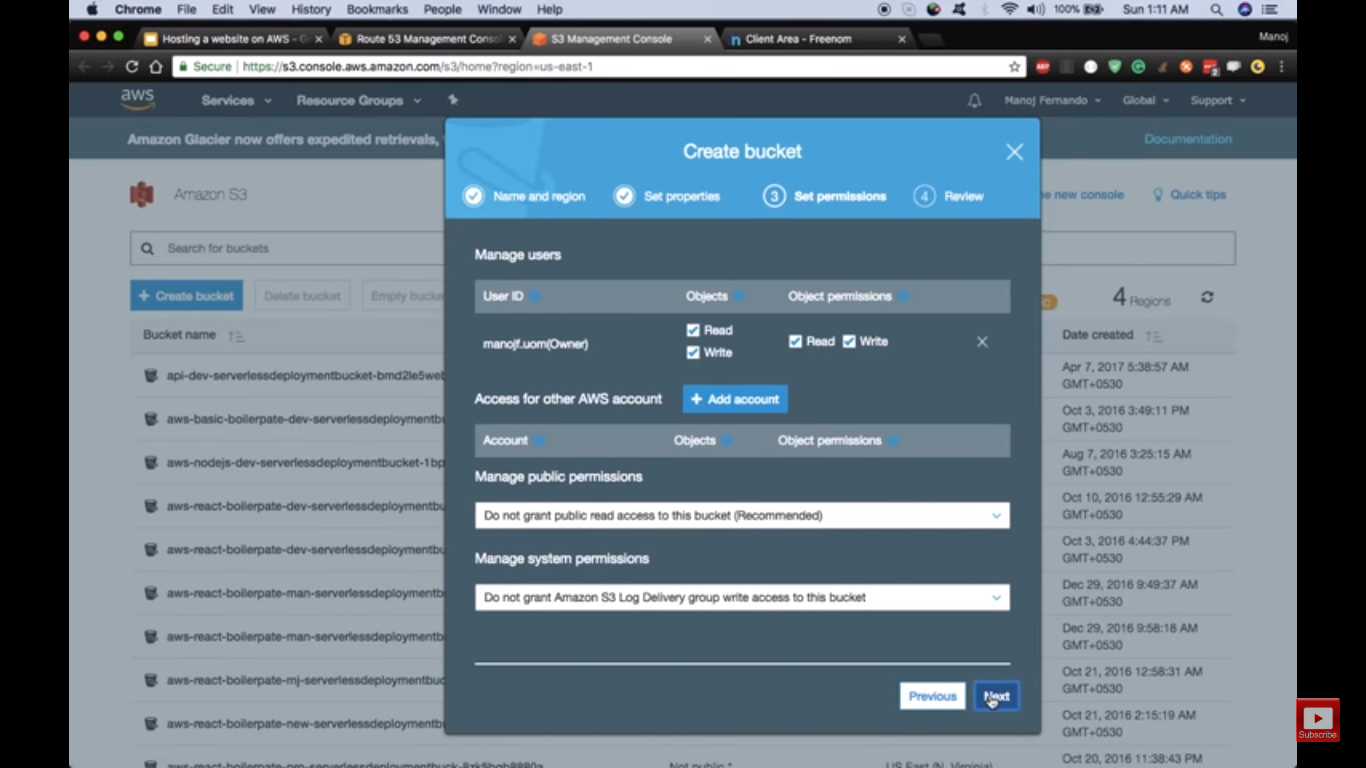 Chrome File Edit View History Bookmarks People Window Help 100% Sun 1:11 AM
Hosting a website on AWS - G × Route 53 Management Consol × S3 Management Console × n Client Area - Freenom × Manoj
Secure | https://s3.console.aws.amazon.com/s3/home?region=us-east-1
aws Services Resource Groups Manoj Fernando Global Support
Amazon Glacier now offers expedited retrievals, Documentation
Create bucket
Amazon S3 Name and region Set properties 3 Set permissions 4 Review new console Quick tips
Search for buckets
Manage users
+ Create bucket Delete bucket Empty bucke 4 Regions
User ID Objects Object permissions
Bucket name Date created
manojf.uom(Owner) Read Write Read Write
api-dev-serverlessdeploymentbucket-bmd2le5web Apr 7, 2017 5:38:57 AM
GMT+0530
Access for other AWS account + Add account
aws-basic-boilerpate-dev-serverlessdeploymentbu Oct 3, 2016 3:49:11 PM
GMT+0530
Account Objects Object permissions
aws-nodejs-dev-serverlessdeploymentbucket-1bp Aug 7, 2016 3:25:15 AM
GMT+0530
Manage public permissions
aws-react-boilerpate-dev-serverlessdeploymentbu Oct 10, 2016 12:55:29 AM
GMT+0530
Do not grant public read access to this bucket (Recommended)
aws-react-boilerpate-dev-serverlessdeploymentbu Oct 3, 2016 4:44:37 PM
GMT+0530
Manage system permissions
aws-react-boilerpate-man-serverlessdeploymentb Dec 29, 2016 9:49:37 AM
GMT+0530
Do not grant Amazon S3 Log Delivery group write access to this bucket
aws-react-boilerpate-man-serverlessdeploymentb Dec 29, 2016 9:58:18 AM
GMT+0530
aws-react-boilerpate-mj-serverlessdeploymentbuc Oct 21, 2016 12:58:31 AM
GMT+0530
Previous Next
aws-react-boilerpate-new-serverlessdeploymentb Oct 21, 2016 2:15:19 AM
GMT+0530
Subscribe
Not public * US East (N. Virginia) Oct 20, 2016 11:38:43 PM